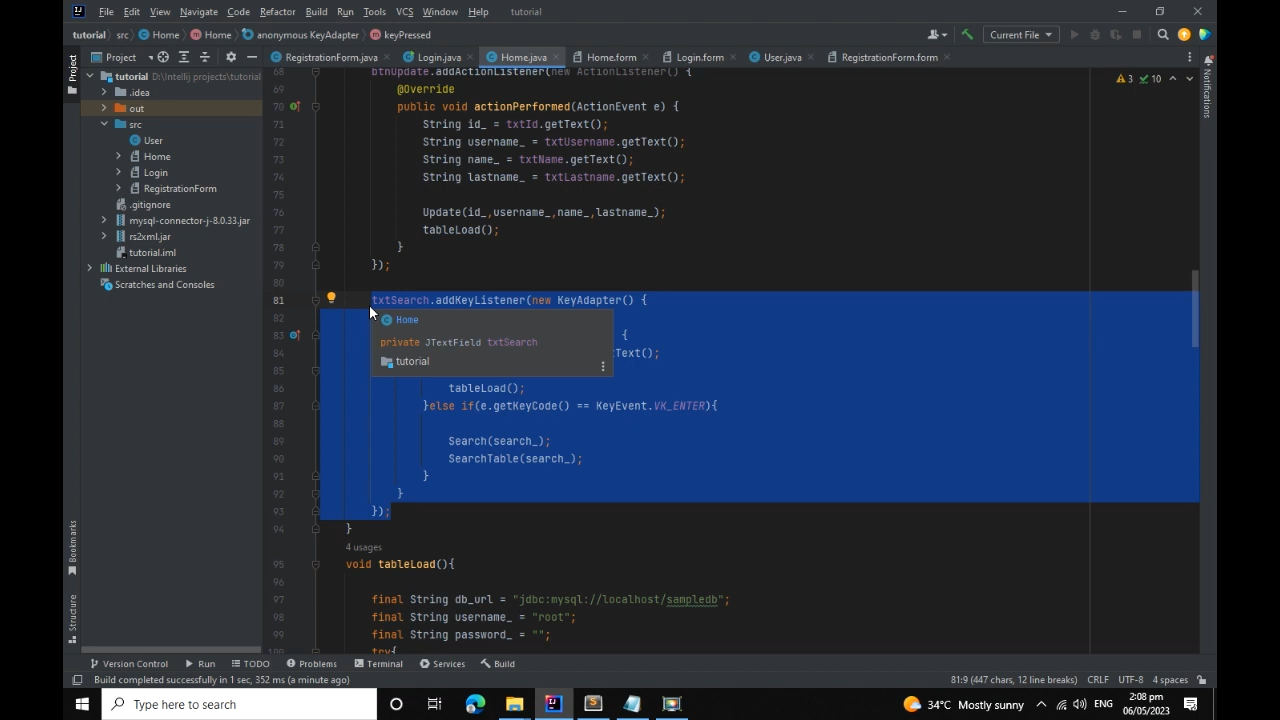 File Edit View Navigate Code Refactor Build Run Tools VCS Window Help tutorial
tutorial src Home Home anonymous KeyAdapter keyPressed Current File
Project RegistrationForm.java Login.java Home.java Home.form Login.form User.java RegistrationForm.form
Project
Notifications
Bookmarks
Structure
tutorial D:\Intellij projects\tutorial
.idea
out
src
User
Home
Login
RegistrationForm
.gitignore
mysql-connector-j-8.0.33.jar
rs2xml.jar
tutorial.iml
External Libraries
Scratches and Consoles
3 10
68 btnUpdate.addActionListener(new ActionListener() {
69 @Override
70 public void actionPerformed(ActionEvent e) {
71 String id_ = txtId.getText();
72 String username_ = txtUsername.getText();
73 String name_ = txtName.getText();
74 String lastname_ = txtLastname.getText();
75
76 Update(id_,username_,name_,lastname_);
77 tableLoad();
78 }
79 });
80
81 txtSearch.addKeyListener(new KeyAdapter() {
82
Home
83 {
private JTextField txtSearch
84 Text();
tutorial
85
86 tableLoad();
87 }else if(e.getKeyCode() == KeyEvent.VK_ENTER){
88
89 Search(search_);
90 SearchTable(search_);
91 }
92 }
93 });
94 }
4 usages
95 void tableLoad(){
96
97 final String db_url = "jdbc:mysql://localhost/sampledb";
98 final String username_ = "root";
99 final String password_ = "";
100 try{
Version Control Run TODO Problems Terminal Services Build
Build completed successfully in 1 sec, 352 ms (a minute ago) 81:9 (447 chars, 12 line breaks) CRLF UTF-8 4 spaces
Type here to search 34°C Mostly sunny ENG 2:08 pm
06/05/2023